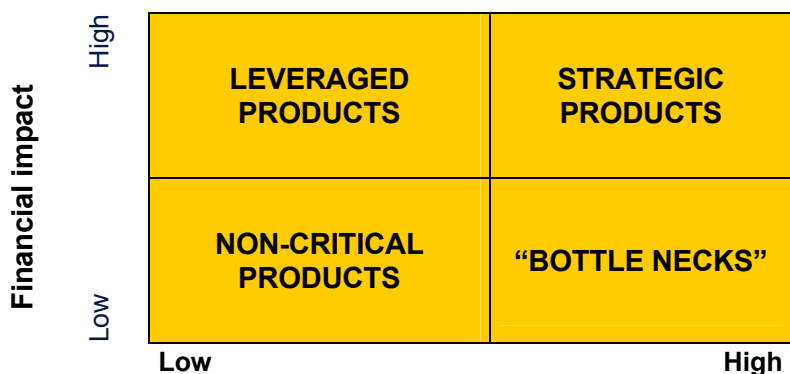 High
LEVERAGED
PRODUCTS
STRATEGIC
PRODUCTS
Financial impact
NON-CRITICAL
PRODUCTS
“BOTTLE NECKS”
Low
Low
High